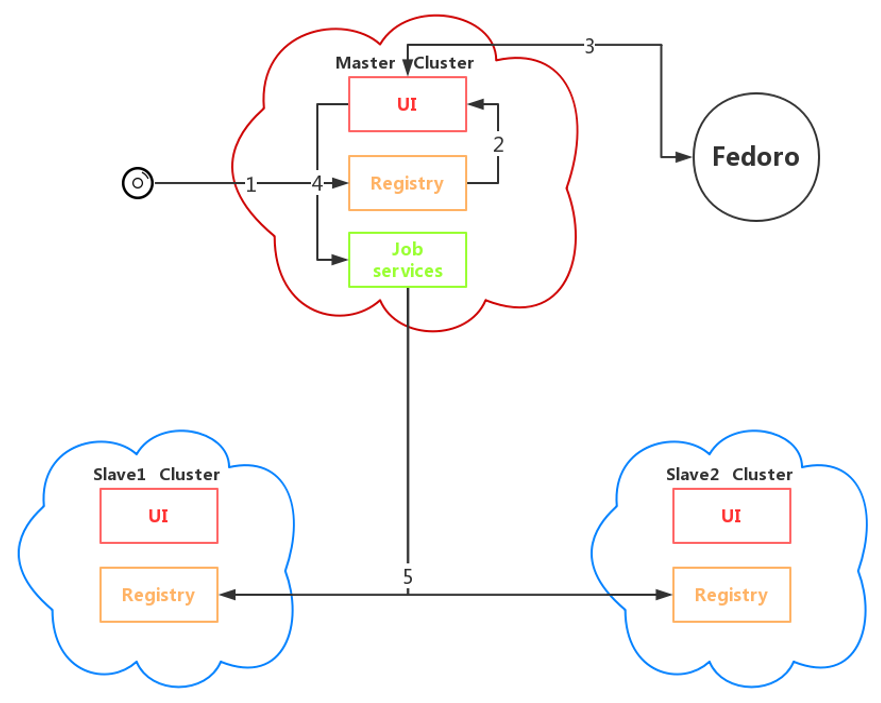 3
Master Cluster
UI
2
Fedoro
1
4
Registry
Job
services
Slave1 Cluster
UI
Registry
5
Slave2 Cluster
UI
Registry